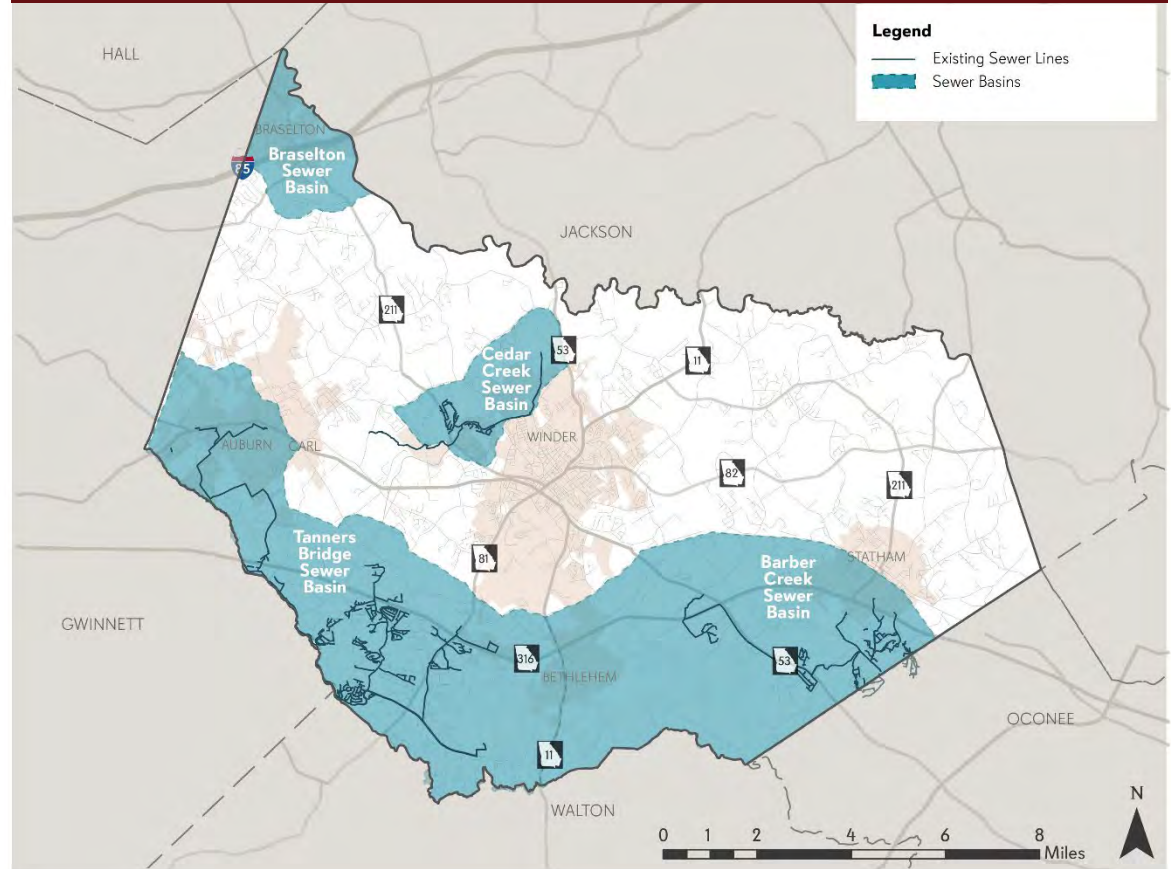 Legend
Existing Sewer Lines
Sewer Basins
HALL
BRASELTON
Braselton
Sewer
Basin
85
JACKSON
211
53
11
Cedar
Creek
Sewer
Basin
AUBURN
CARL
WINDER
82
211
Tanners
Bridge
Sewer
Basin
81
STATHAM
Barber
Creek
Sewer
Basin
GWINNETT
316
BETHLEHEM
53
OCONEE
11
WALTON
N
0 1 2 4 6 8
Miles